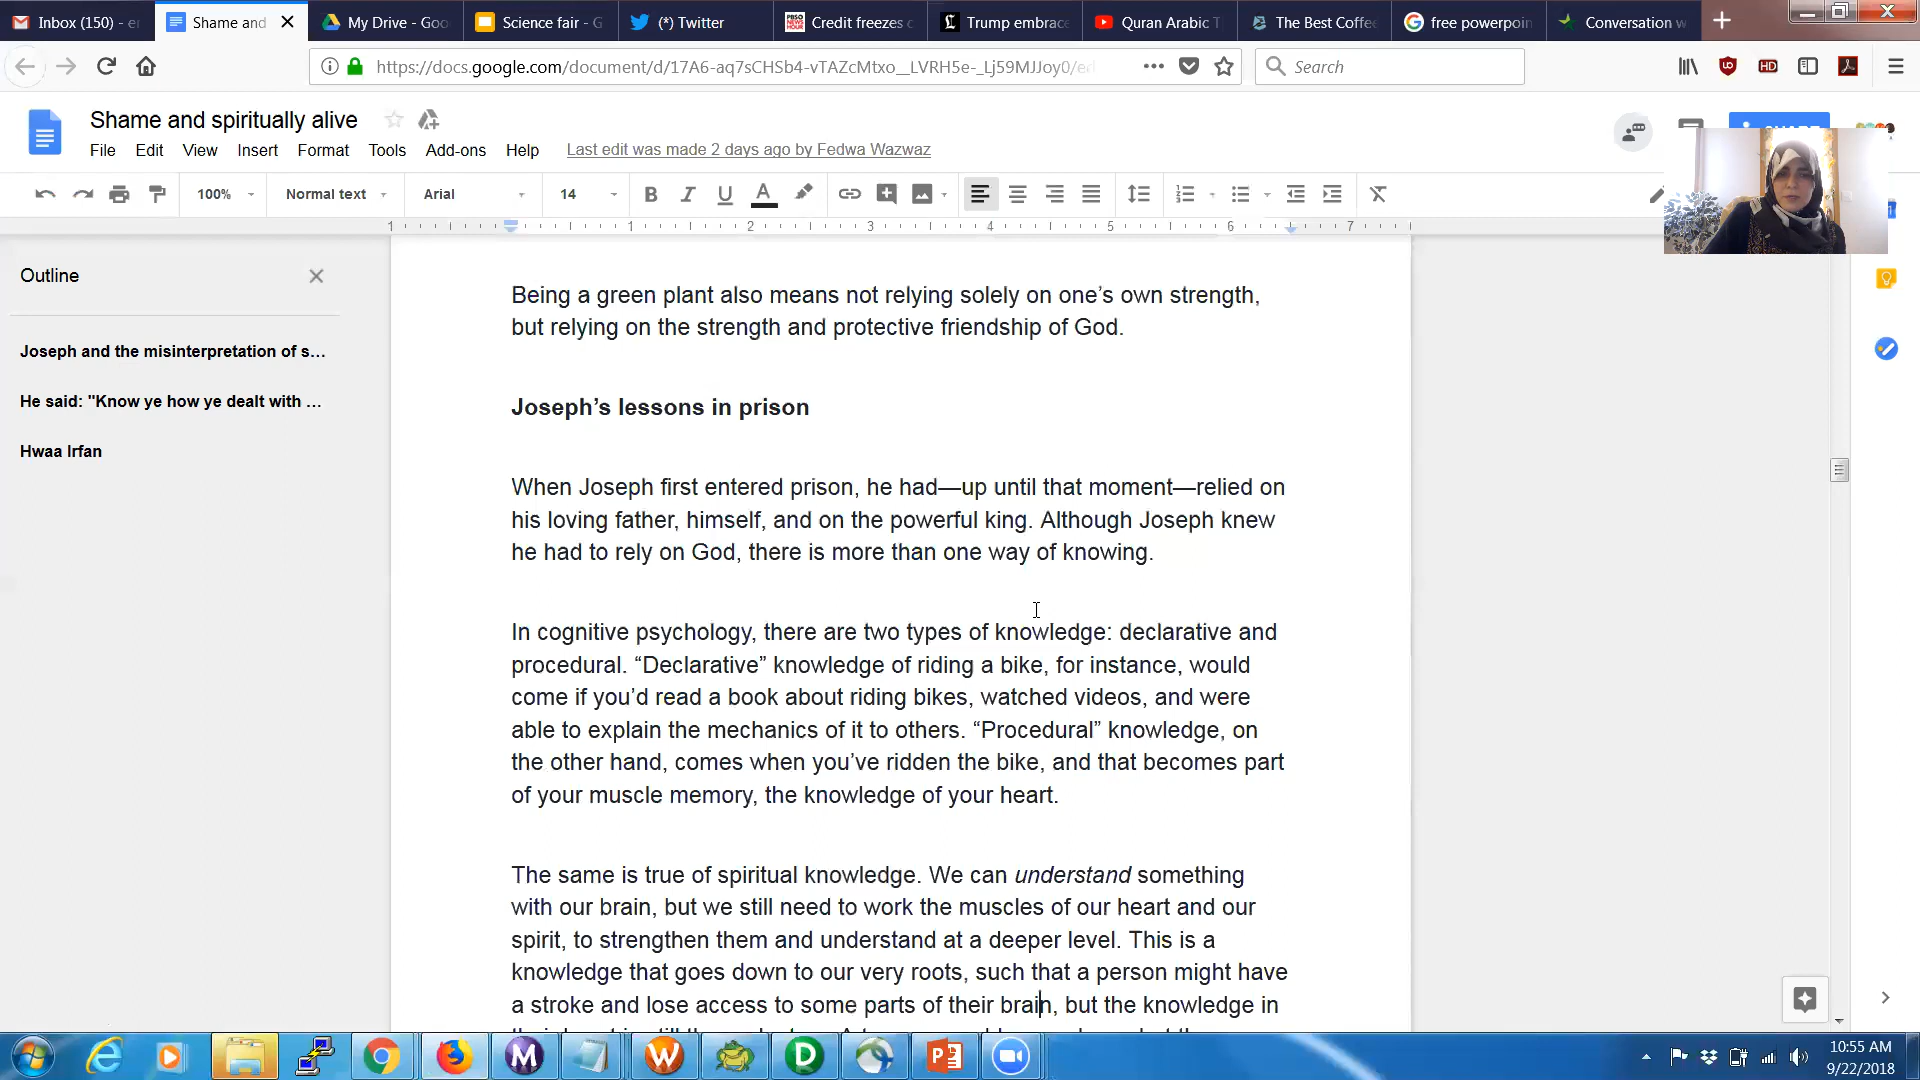 Inbox (150) - e
Shame and
My Drive - Goo
Science fair - G
(*) Twitter
Credit freezes c
Trump embrac
Quran Arabic T
The Best Coffe
free powerpoin
Conversation w
https://docs.google.com/document/d/17A6-aq7sCHSb4-vTAZcMtxo__LVRH5e-_Lj59MJJoy0/ed
Search
Shame and spiritually alive
File Edit View Insert Format Tools Add-ons Help Last edit was made 2 days ago by Fedwa Wazwaz
100% Normal text Arial 14
1 1 2 3 4 5 6 7
Outline
Joseph and the misinterpretation of s...
He said: "Know ye how ye dealt with ...
Hwaa Irfan
Being a green plant also means not relying solely on one’s own strength,
but relying on the strength and protective friendship of God.
Joseph’s lessons in prison
When Joseph first entered prison, he had—up until that moment—relied on
his loving father, himself, and on the powerful king. Although Joseph knew
he had to rely on God, there is more than one way of knowing.
In cognitive psychology, there are two types of knowledge: declarative and
procedural. “Declarative” knowledge of riding a bike, for instance, would
come if you’d read a book about riding bikes, watched videos, and were
able to explain the mechanics of it to others. “Procedural” knowledge, on
the other hand, comes when you’ve ridden the bike, and that becomes part
of your muscle memory, the knowledge of your heart.
The same is true of spiritual knowledge. We can understand something
with our brain, but we still need to work the muscles of our heart and our
spirit, to strengthen them and understand at a deeper level. This is a
knowledge that goes down to our very roots, such that a person might have
a stroke and lose access to some parts of their brain, but the knowledge in
10:55 AM
9/22/2018